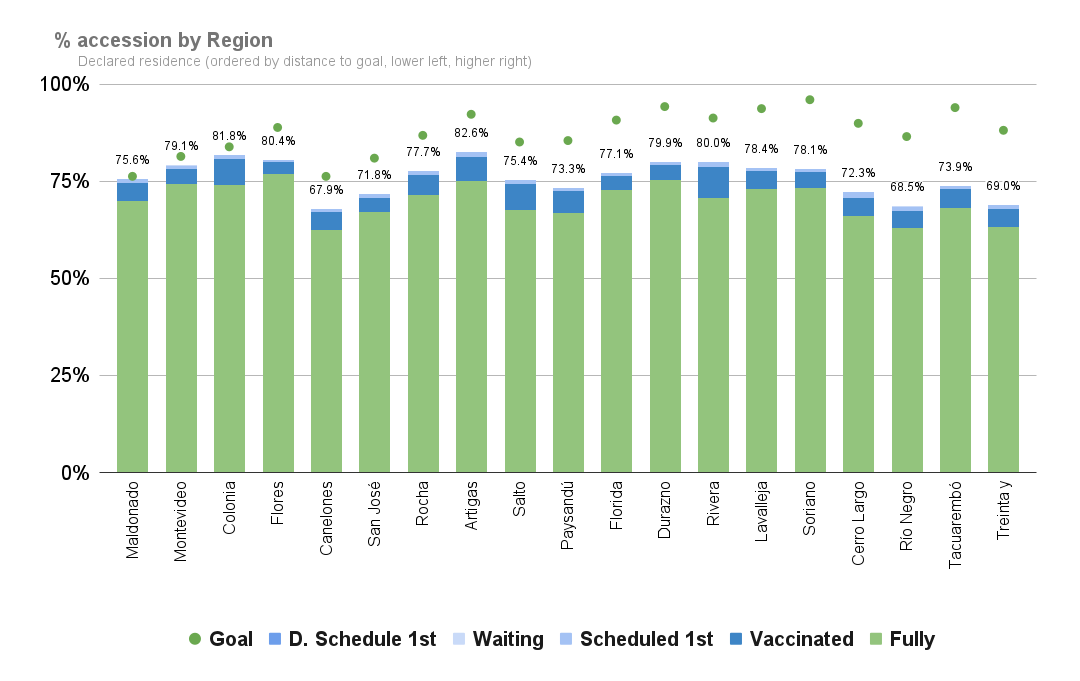 % accession by Region
Declared residence (ordered by distance to goal, lower left, higher right)
100%
75%
50%
25%
0%
75.6%
79.1%
81.8%
80.4%
67.9%
71.8%
77.7%
82.6%
75.4%
73.3%
77.1%
79.9%
80.0%
78.4%
78.1%
72.3%
68.5%
73.9%
69.0%
Maldonado
Montevideo
Colonia
Flores
Canelones
San José
Rocha
Artigas
Salto
Paysandú
Florida
Durazno
Rivera
Lavalleja
Soriano
Cerro Largo
Río Negro
Tacuarembó
Treinta y
Goal
D. Schedule 1st
Waiting
Scheduled 1st
Vaccinated
Fully